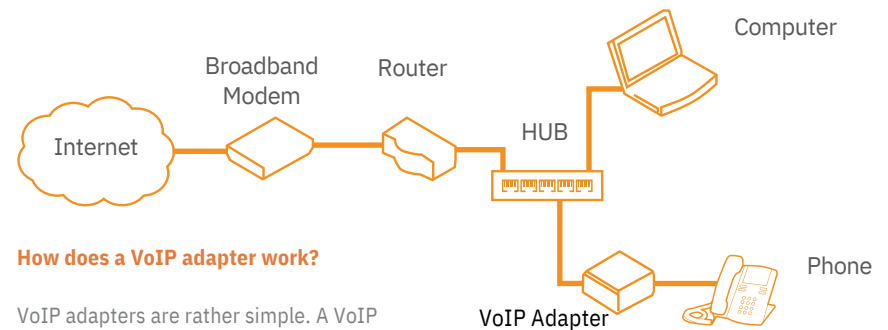 Computer
Broadband
Modem
Router
Internet
HUB
How does a VoIP adapter work?
Phone
VoIP adapters are rather simple. A VoIP
VoIP Adapter